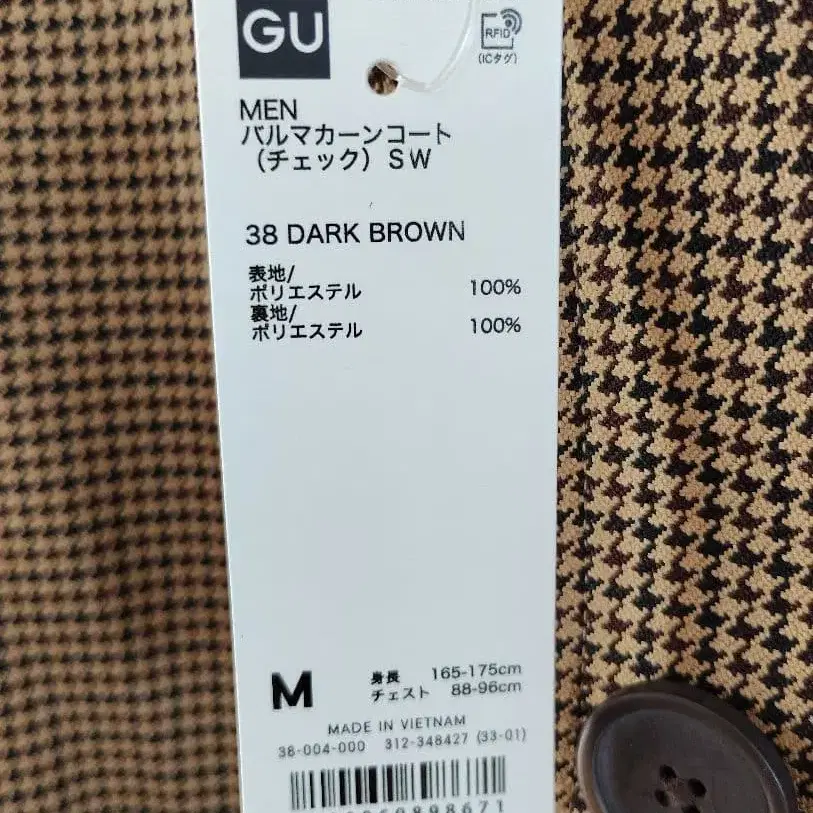 GU
RFID
(ICタグ)
MEN
バルマカーンコート
(チェック) SW
38 DARK BROWN
表地/
ポリエステル 100%
裏地/
ポリエステル 100%
M
身長 165-175cm
チェスト 88-96cm
MADE IN VIETNAM
38-004-000 312-348427 (33-01)